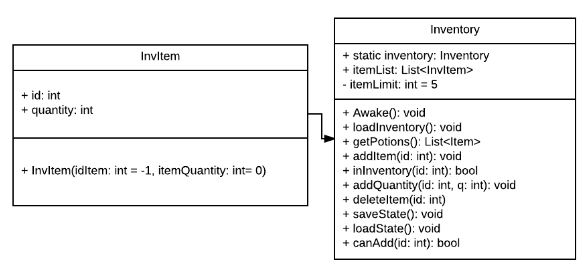 InvItem
+ id: int
+ quantity: int
+ InvItem(idItem: int = -1, itemQuantity: int= 0)
Inventory
+ static inventory: Inventory
+ itemList: List<InvItem>
- itemLimit: int = 5
+ Awake(): void
+ loadInventory(): void
+ getPotions(): List<Item>
+ addItem(id: int): void
+ inInventory(id: int): bool
+ addQuantity(id: int, q: int): void
+ deleteItem(id: int)
+ saveState(): void
+ loadState(): void
+ canAdd(id: int): bool